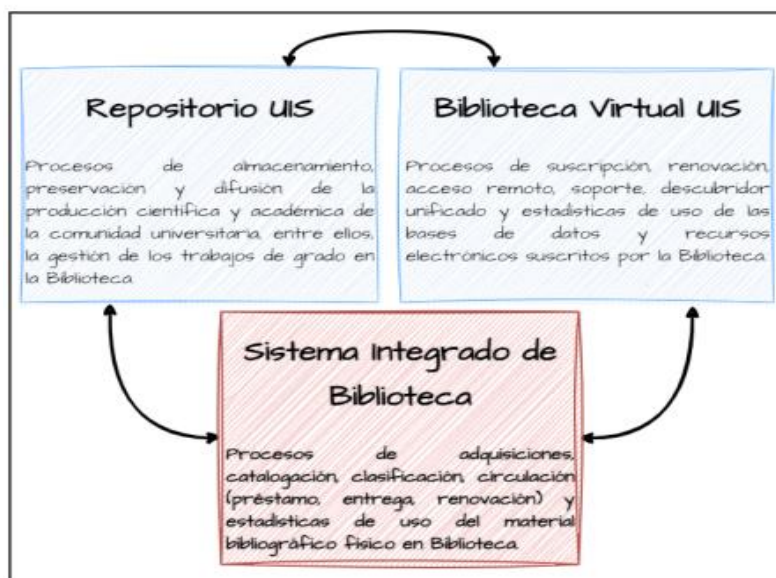 Repositorio UIS
Procesos de almacenamiento,
preservación y difusión de la
producción científica y académica de
la comunidad universitaria, entre ellos,
la gestión de los trabajos de grado en
la Biblioteca.
Biblioteca Virtual UIS
Procesos de suscripción, renovación,
acceso remoto, soporte, descubridor
unificado y estadísticas de uso de las
bases de datos y recursos
electrónicos suscritos por la Biblioteca.
Sistema Integrado de
Biblioteca
Procesos de adquisiciones,
catalogación, clasificación, circulación
(préstamo, entrega, renovación) y
estadísticas de uso del material
bibliográfico físico en Biblioteca.